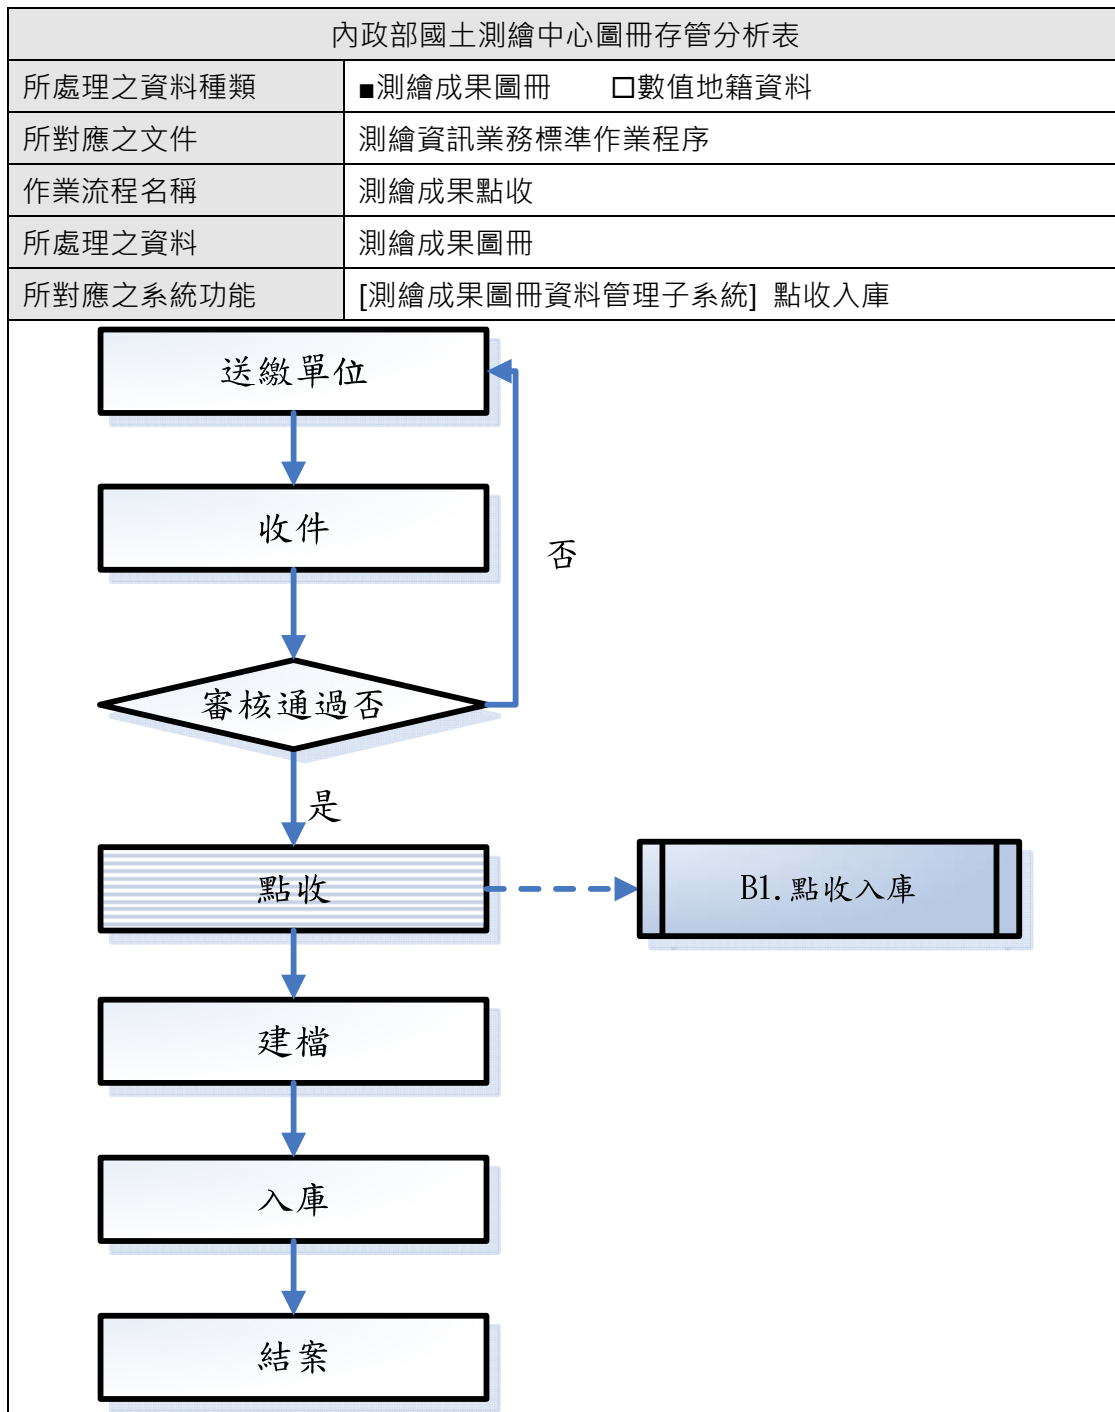 內政部國土測繪中心圖冊存管分析表
所處理之資料種類 ■測繪成果圖冊 □數值地籍資料
所對應之文件 測繪資訊業務標準作業程序
作業流程名稱 測繪成果點收
所處理之資料 測繪成果圖冊
所對應之系統功能 [測繪成果圖冊資料管理子系統] 點收入庫
送繳單位
收件
否
審核通過否
是
點收
B1.點收入庫
建檔
入庫
結案